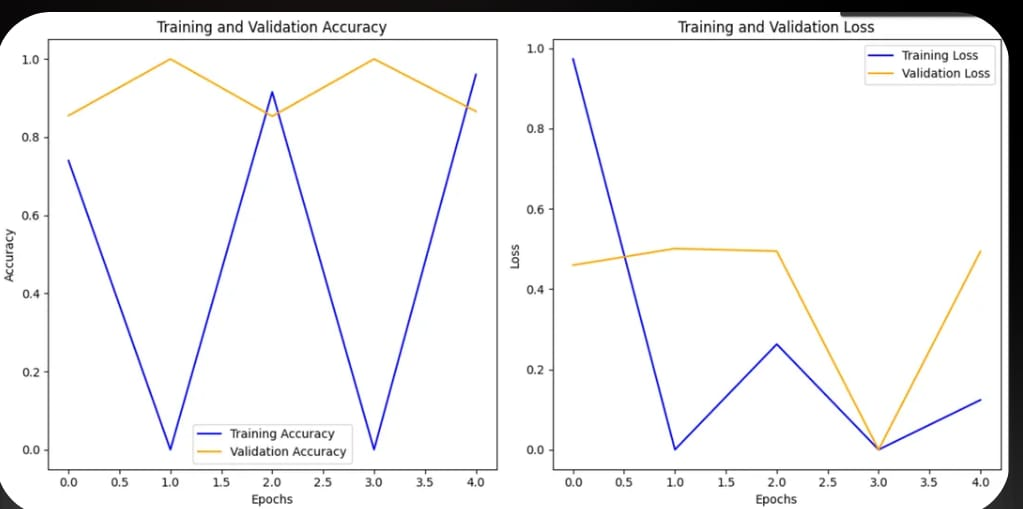 Training and Validation Accuracy
Accuracy
1.0
0.8
0.6
0.4
0.2
0.0
Training Accuracy
Validation Accuracy
0.0 0.5 1.0 1.5 2.0 2.5 3.0 3.5 4.0
Epochs
Training and Validation Loss
Loss
1.0
0.8
0.6
0.4
0.2
0.0
Training Loss
Validation Loss
0.0 0.5 1.0 1.5 2.0 2.5 3.0 3.5 4.0
Epochs